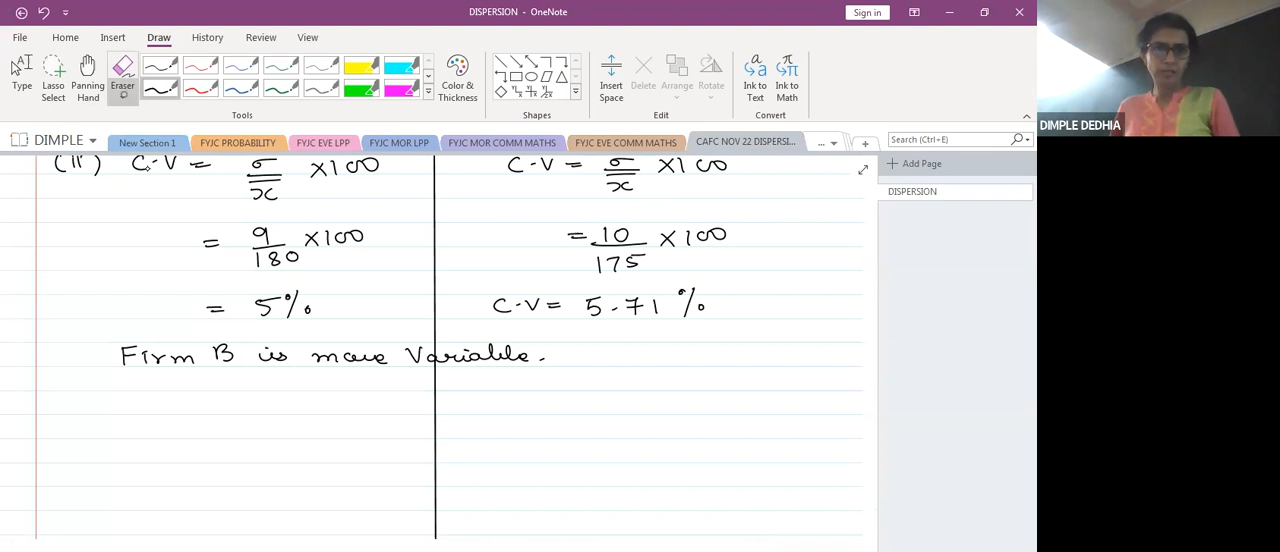 DISPERSION - OneNote
Sign in
File Home Insert Draw History Review View
Type
Lasso Select
Panning Hand
Eraser
Color & Thickness
Insert Space
Delete
Arrange
Rotate
Ink to Text
Ink to Math
Tools
Shapes
Edit
Convert
DIMPLE
New Section 1
FYJC PROBABILITY
FYJC EVE LPP
FYJC MOR LPP
FYJC MOR COMM MATHS
FYJC EVE COMM MATHS
CAFC NOV 22 DISPERSI...
...
Search (Ctrl+E)
Add Page
DISPERSION
DIMPLE DEDHIA
(ii) C.V = σ/x̄ ×100
= 9/180 ×100
= 5%
C-V = σ/x̄ ×100
= 10/175 ×100
C-V = 5.71 %
Firm B is more Variable.